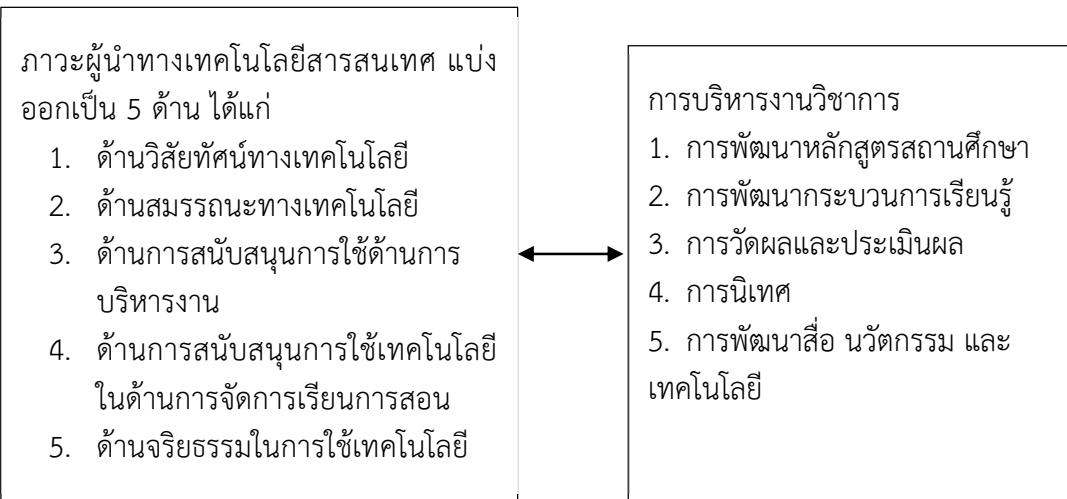 ภาวะผู้นำทางเทคโนโลยีสารสนเทศ แบ่ง
ออกเป็น 5 ด้าน ได้แก่
1. ด้านวิสัยทัศน์ทางเทคโนโลยี
2. ด้านสมรรถนะทางเทคโนโลยี
3. ด้านการสนับสนุนการใช้ด้านการ
บริหารงาน
4. ด้านการสนับสนุนการใช้เทคโนโลยี
ในด้านการจัดการเรียนการสอน
5. ด้านจริยธรรมในการใช้เทคโนโลยี
การบริหารงานวิชาการ
1. การพัฒนาหลักสูตรสถานศึกษา
2. การพัฒนากระบวนการเรียนรู้
3. การวัดผลและประเมินผล
4. การนิเทศ
5. การพัฒนาสื่อ นวัตกรรม และ
เทคโนโลยี